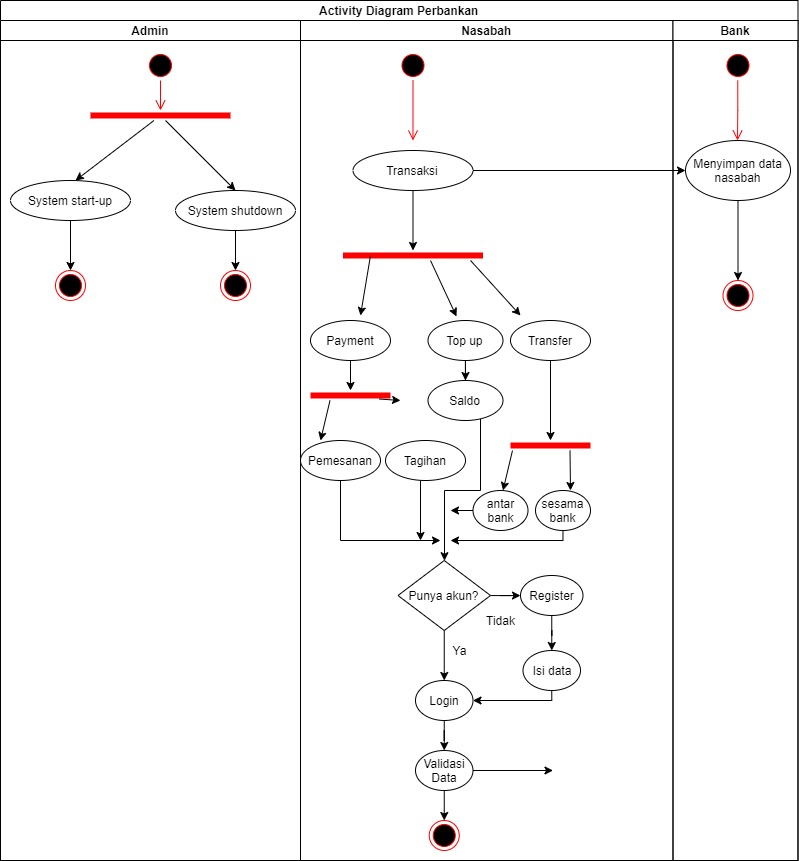 Activity Diagram Perbankan
Admin
Nasabah
Bank
Transaksi
Menyimpan data
nasabah
System start-up
System shutdown
Payment
Top up
Transfer
Saldo
Pemesanan
Tagihan
antar
bank
sesama
bank
Punya akun?
Register
Tidak
Ya
Isi data
Login
Validasi
Data